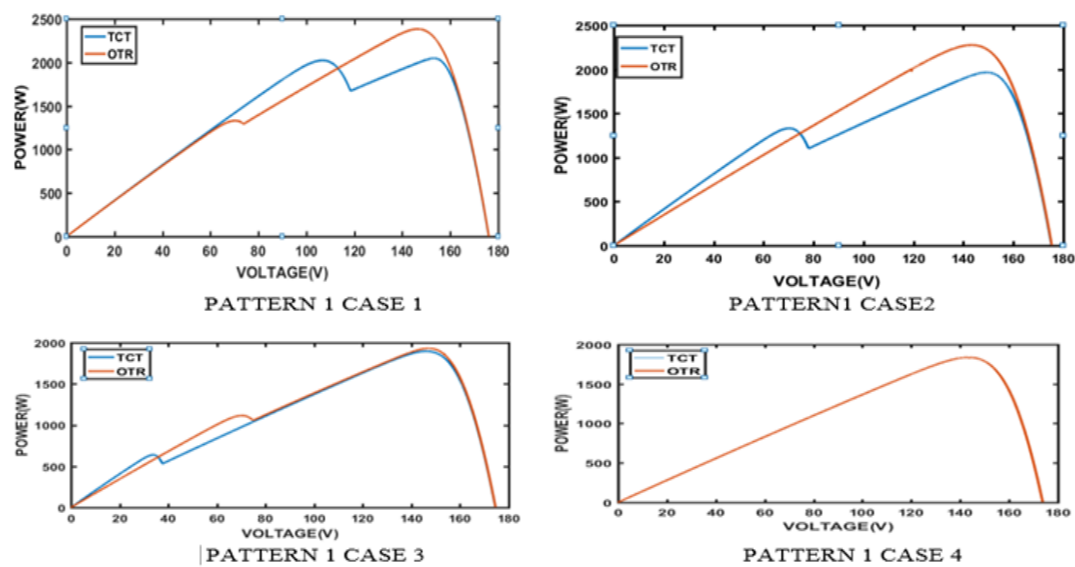 2500
2000
1500
1000
500
0
POWER(W)
TCT
OTR
0 20 40 60 80 100 120 140 160 180
VOLTAGE(V)
PATTERN 1 CASE 1
2500
2000
1500
1000
500
0
POWER(W)
TCT
OTR
0 20 40 60 80 100 120 140 160 180
VOLTAGE(V)
PATTERN1 CASE2
2000
1500
1000
500
0
POWER(W)
TCT
OTR
0 20 40 60 80 100 120 140 160 180
VOLTAGE(V)
PATTERN 1 CASE 3
2000
1500
1000
500
0
POWER(W)
TCT
OTR
0 20 40 60 80 100 120 140 160 180
VOLTAGE(V)
PATTERN 1 CASE 4